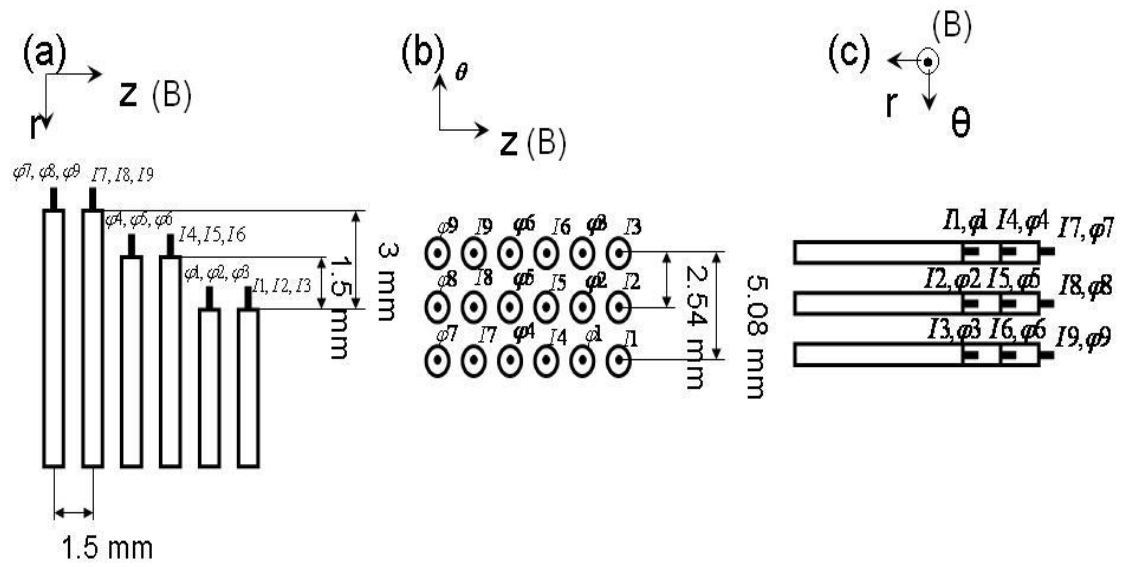 (a)
z (B)
r
φ7, φ8, φ9
I7, I8, I9
φ4, φ5, φ6
I4, I5, I6
φ1, φ2, φ3
I1, I2, I3
1.5 mm
3 mm
1.5 mm
(b)
θ
z (B)
φ9 I9 φ6 I6 φ3 I3
φ8 I8 φ5 I5 φ2 I2
φ7 I7 φ4 I4 φ1 I1
2.54 mm
5.08 mm
(c)
(B)
r
θ
I1, φ1 I4, φ4 I7, φ7
I2, φ2 I5, φ5 I8, φ8
I3, φ3 I6, φ6 I9, φ9